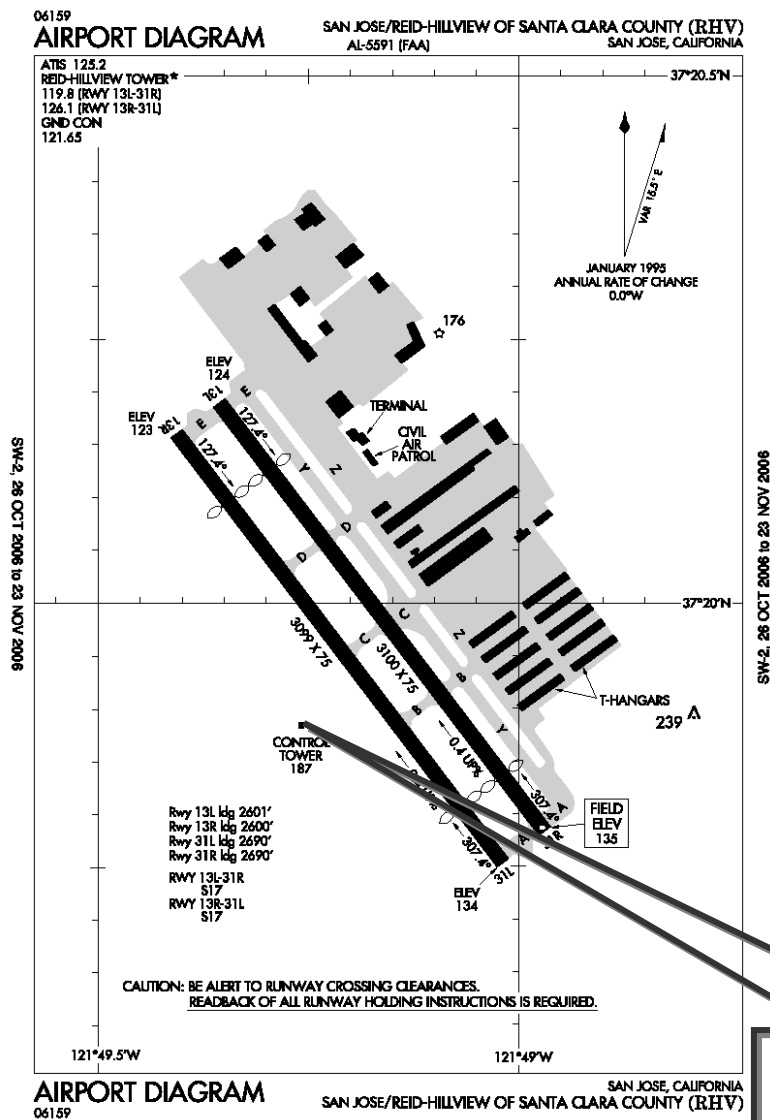 06159
AIRPORT DIAGRAM
SAN JOSE/REID-HILLVIEW OF SANTA CLARA COUNTY (RHV)
AL-5591 (FAA)
SAN JOSE, CALIFORNIA
ATIS 125.2
REID-HILLVIEW TOWER*
119.8 (RWY 13L-31R)
126.1 (RWY 13R-31L)
GND CON
121.65
37°20.5'N
VAR 15.5° E
JANUARY 1995
ANNUAL RATE OF CHANGE
0.0°W
176
ELEV
124
13L
E
ELEV
123
13R
E
127.4°
127.4°
TERMINAL
CIVIL
AIR
PATROL
Y
Z
D
D
37°20'N
3099 X 75
C
C
3100 X 75
Z
B
B
Y
T-HANGARS
239
CONTROL
TOWER
187
0.4 UP%
307.4°
A
FIELD
ELEV
135
307.4°
A
31L
ELEV
134
Rwy 13L ldg 2601'
Rwy 13R ldg 2600'
Rwy 31L ldg 2690'
Rwy 31R ldg 2690'
RWY 13L-31R
S17
RWY 13R-31L
S17
CAUTION: BE ALERT TO RUNWAY CROSSING CLEARANCES.
READBACK OF ALL RUNWAY HOLDING INSTRUCTIONS IS REQUIRED.
121°49.5'W
121°49'W
SW-2, 26 OCT 2006 to 23 NOV 2006
SW-2, 26 OCT 2006 to 23 NOV 2006
AIRPORT DIAGRAM
06159
SAN JOSE, CALIFORNIA
SAN JOSE/REID-HILLVIEW OF SANTA CLARA COUNTY (RHV)